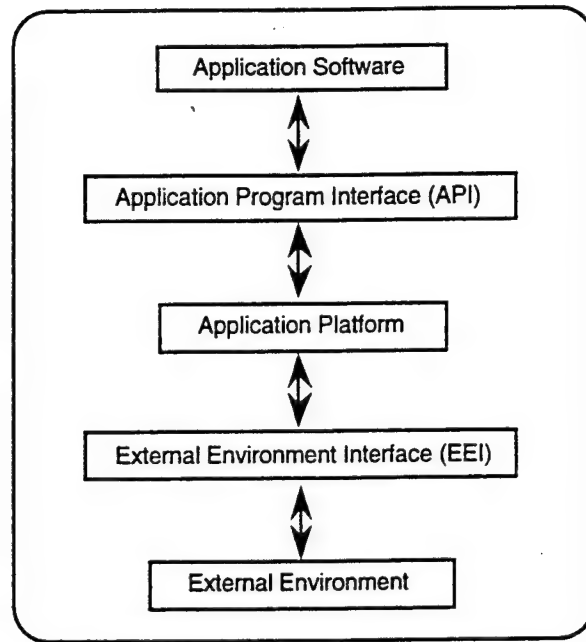 Application Software
Application Program Interface (API)
Application Platform
External Environment Interface (EEI)
External Environment